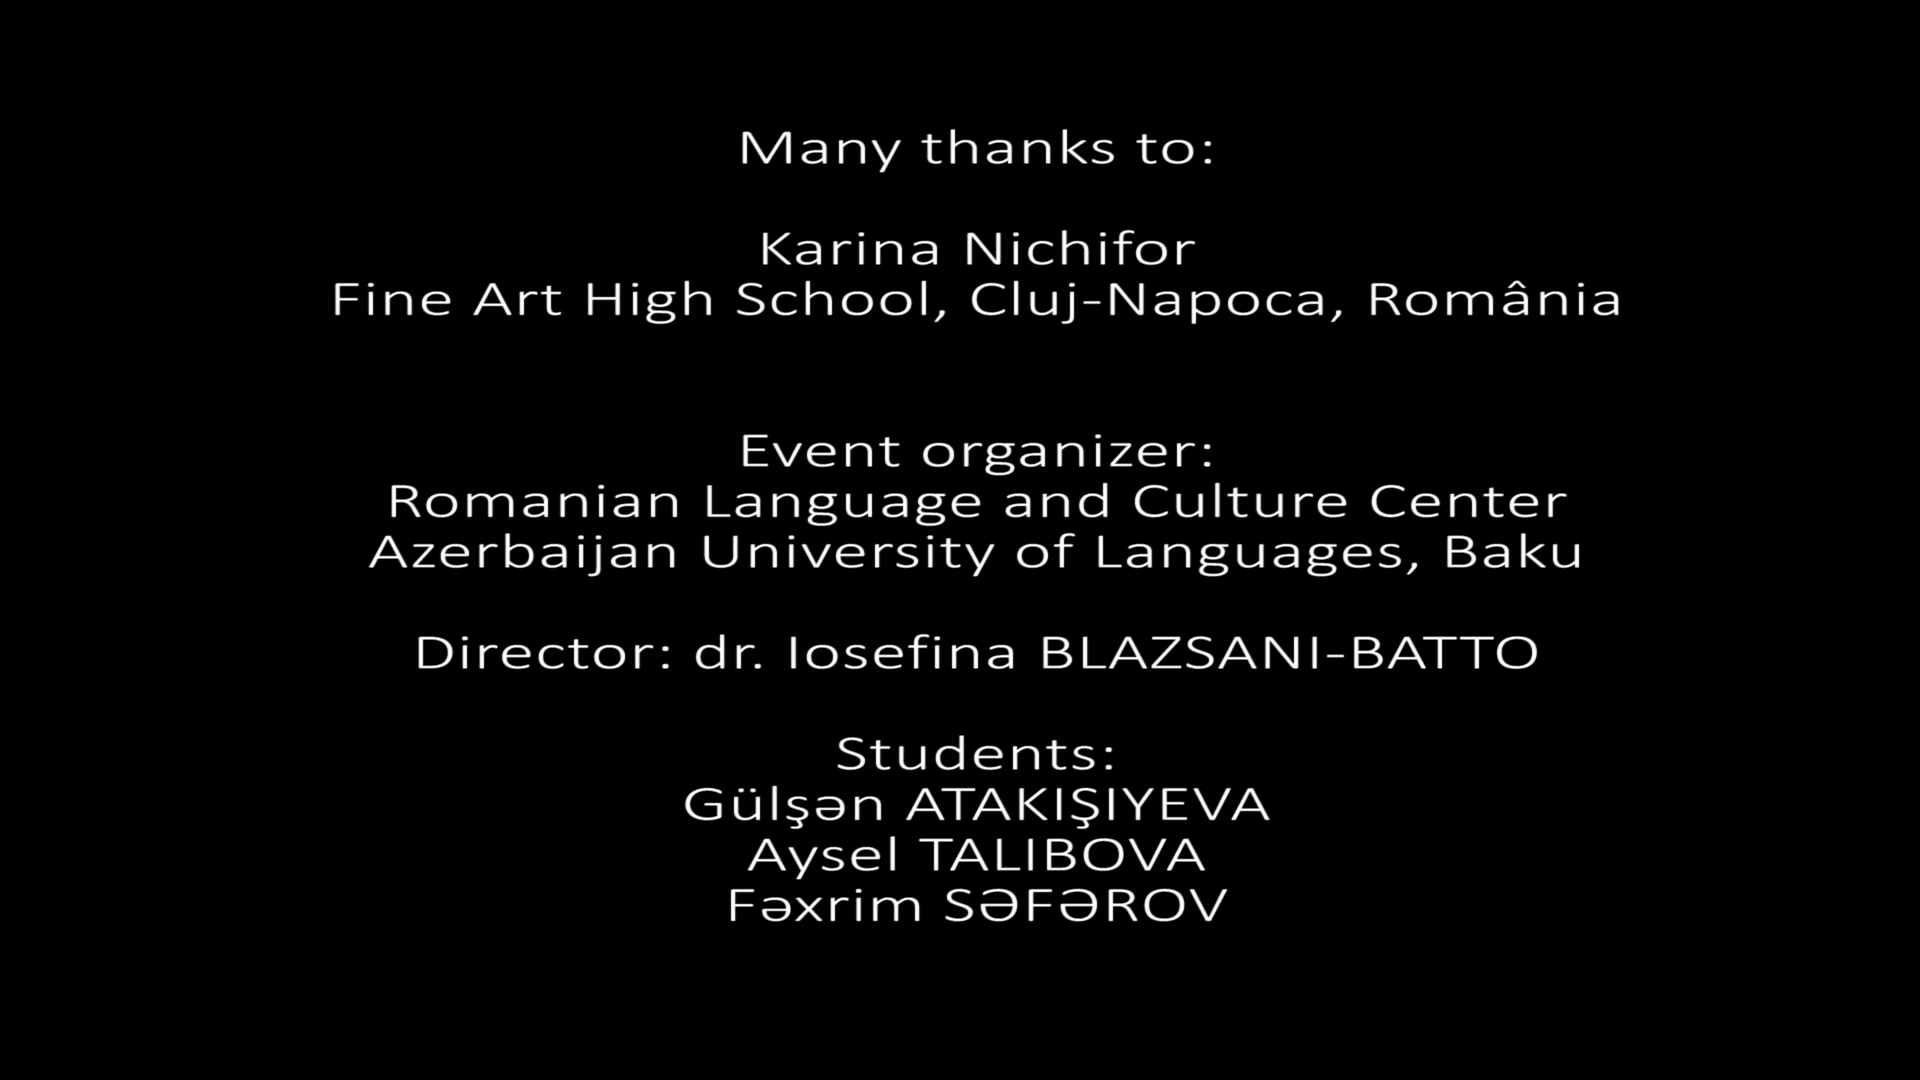 Many thanks to:
Karina Nichifor
Fine Art High School, Cluj-Napoca, România
Event organizer:
Romanian Language and Culture Center
Azerbaijan University of Languages, Baku
Director: dr. Iosefina BLAZSANI-BATTO
Students:
Gülşən ATAKIŞIYEVA
Aysel TALIBOVA
Fəxrim SƏFƏROV